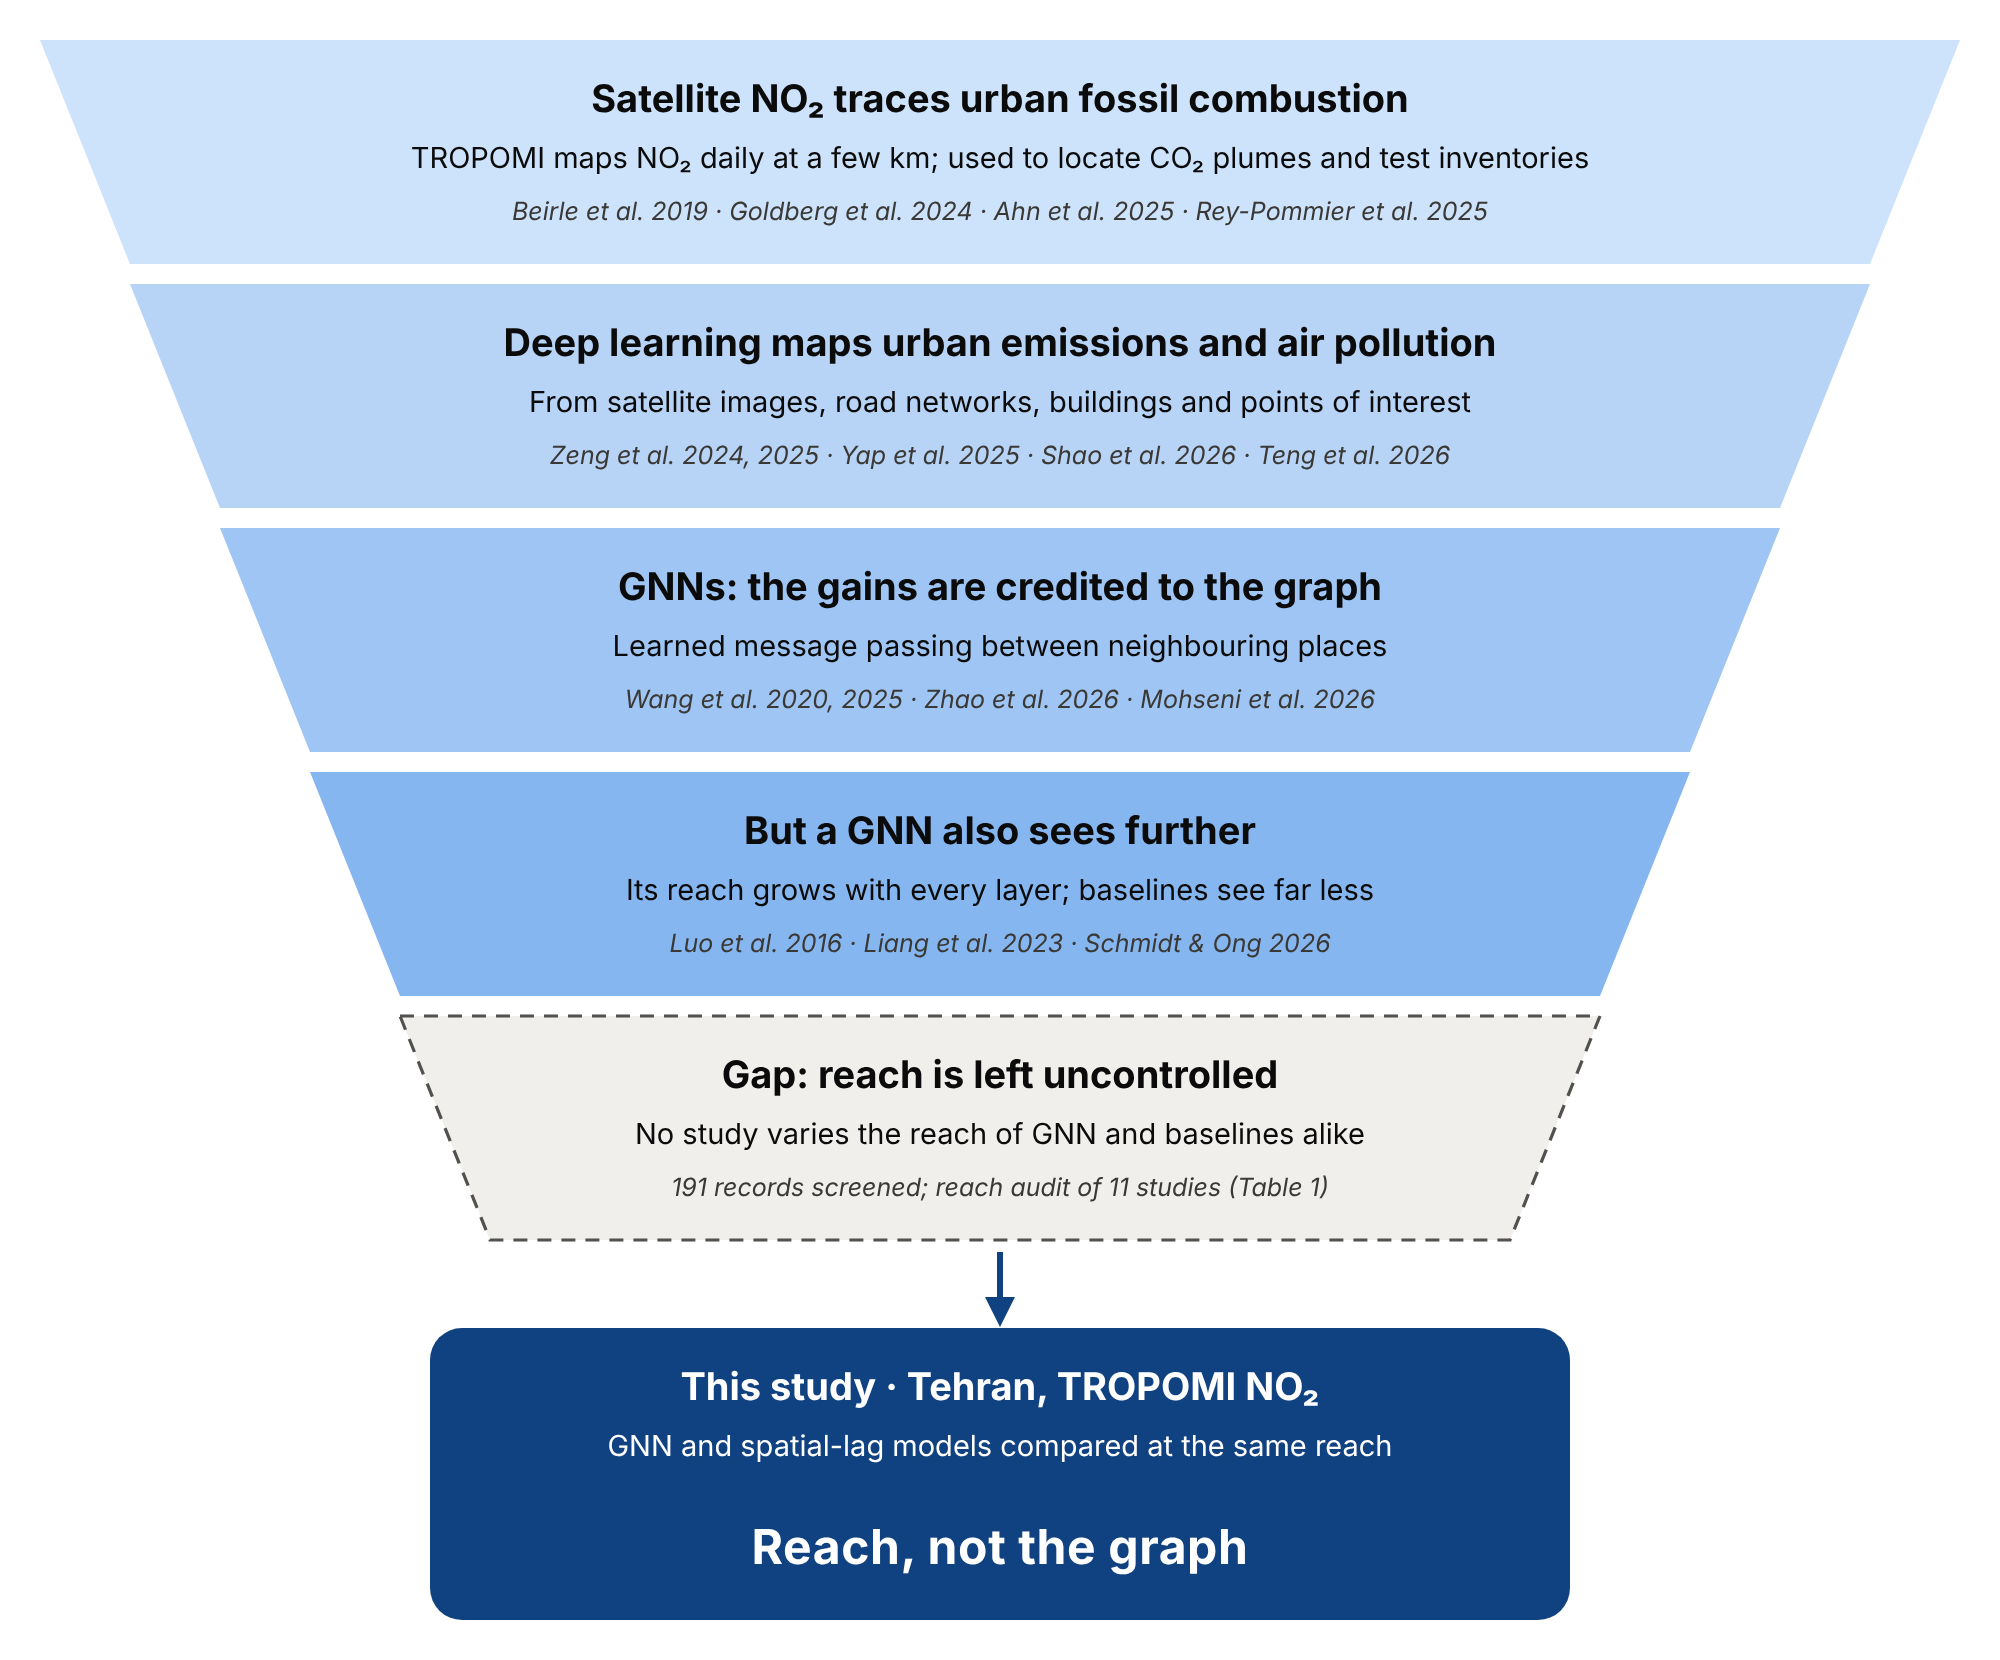 Satellite NO₂ traces urban fossil combustion
TROPOMI maps NO₂ daily at a few km; used to locate CO₂ plumes and test inventories
Beirle et al. 2019 · Goldberg et al. 2024 · Ahn et al. 2025 · Rey-Pommier et al. 2025
Deep learning maps urban emissions and air pollution
From satellite images, road networks, buildings and points of interest
Zeng et al. 2024, 2025 · Yap et al. 2025 · Shao et al. 2026 · Teng et al. 2026
GNNs: the gains are credited to the graph
Learned message passing between neighbouring places
Wang et al. 2020, 2025 · Zhao et al. 2026 · Mohseni et al. 2026
But a GNN also sees further
Its reach grows with every layer; baselines see far less
Luo et al. 2016 · Liang et al. 2023 · Schmidt & Ong 2026
Gap: reach is left uncontrolled
No study varies the reach of GNN and baselines alike
191 records screened; reach audit of 11 studies (Table 1)
This study · Tehran, TROPOMI NO₂
GNN and spatial-lag models compared at the same reach
Reach, not the graph